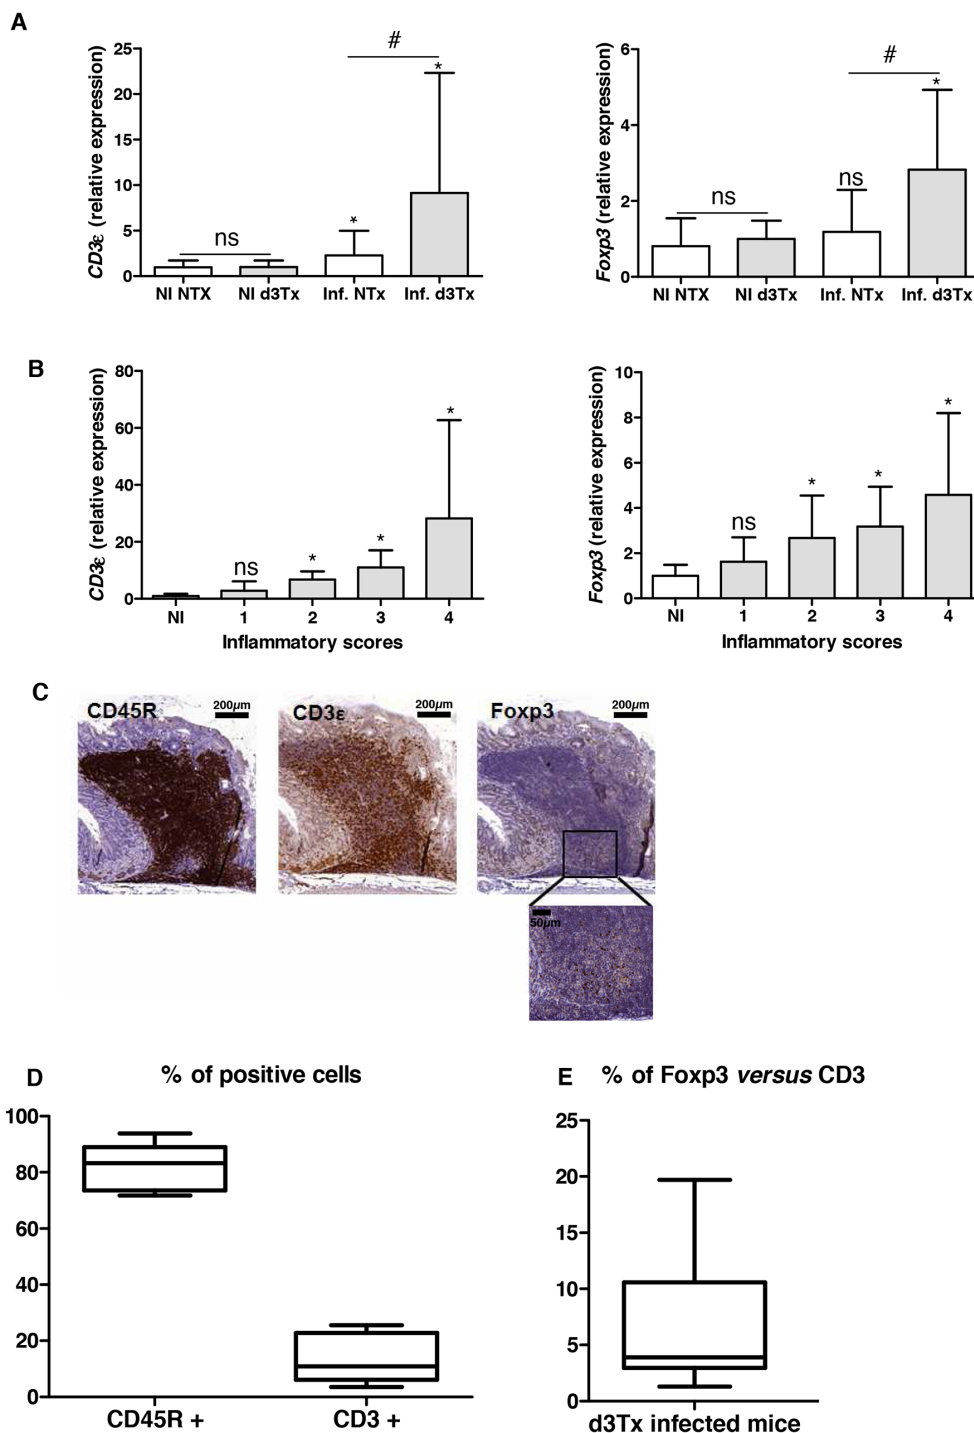 A
CD3ε (relative expression)
25
20
15
10
5
0
ns
*
#
*
NI NTX NI d3Tx Inf. NTx Inf. d3Tx
Foxp3 (relative expression)
6
4
2
0
ns
ns
#
*
NI NTX NI d3Tx Inf. NTx Inf. d3Tx
B
CD3ε (relative expression)
80
60
40
20
0
ns
*
*
*
NI 1 2 3 4
Inflammatory scores
Foxp3 (relative expression)
10
8
6
4
2
0
ns
*
*
*
NI 1 2 3 4
Inflammatory scores
C
CD45R 200µm
CD3ε 200µm
Foxp3 200µm
50µm
D % of positive cells
100
80
60
40
20
0
CD45R + CD3 +
E % of Foxp3 versus CD3
25
20
15
10
5
0
d3Tx infected mice